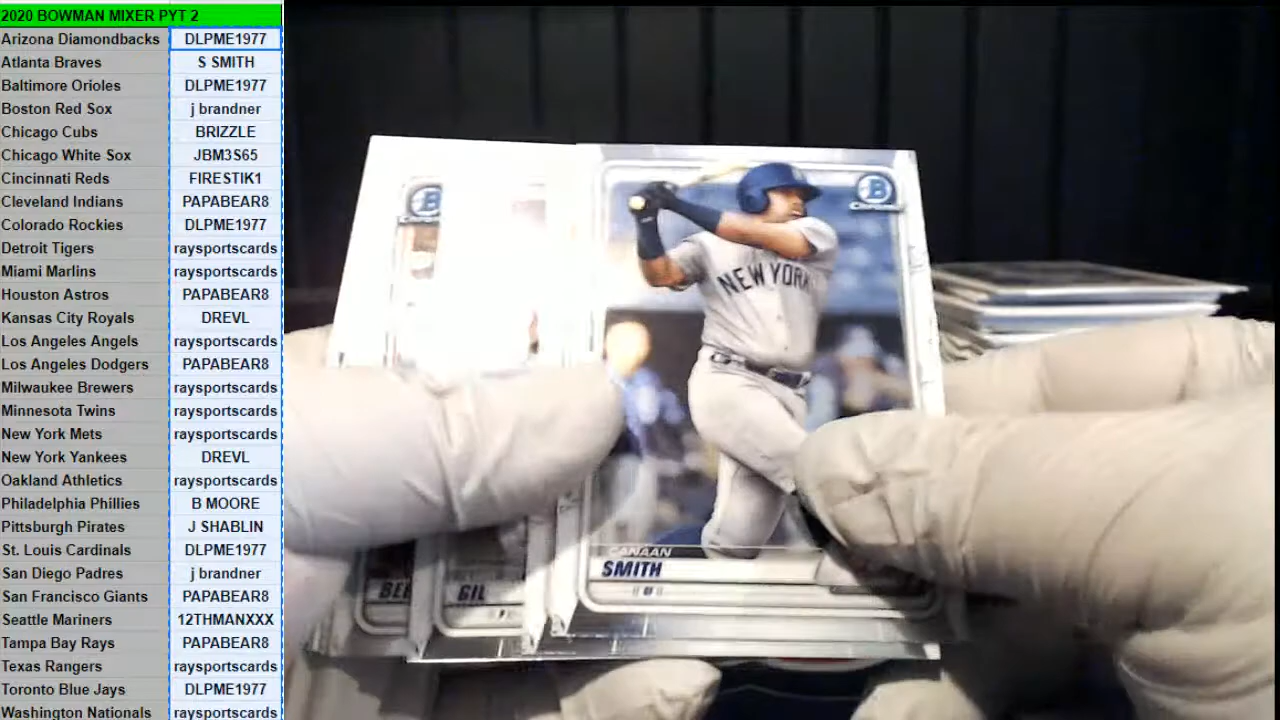 2020 BOWMAN MIXER PYT 2
Arizona Diamondbacks DLPME1977
Atlanta Braves S SMITH
Baltimore Orioles DLPME1977
Boston Red Sox j brandner
Chicago Cubs BRIZZLE
Chicago White Sox JBM3S65
Cincinnati Reds FIRESTIK1
Cleveland Indians PAPABEAR8
Colorado Rockies DLPME1977
Detroit Tigers raysportscards
Miami Marlins raysportscards
Houston Astros PAPABEAR8
Kansas City Royals DREVL
Los Angeles Angels raysportscards
Los Angeles Dodgers PAPABEAR8
Milwaukee Brewers raysportscards
Minnesota Twins raysportscards
New York Mets raysportscards
New York Yankees DREVL
Oakland Athletics raysportscards
Philadelphia Phillies B MOORE
Pittsburgh Pirates J SHABLIN
St. Louis Cardinals DLPME1977
San Diego Padres j brandner
San Francisco Giants PAPABEAR8
Seattle Mariners 12THMANXXX
Tampa Bay Rays PAPABEAR8
Texas Rangers raysportscards
Toronto Blue Jays DLPME1977
Washington Nationals raysportscards
B
B
NEW YORK
CANAAN
SMITH
GIL